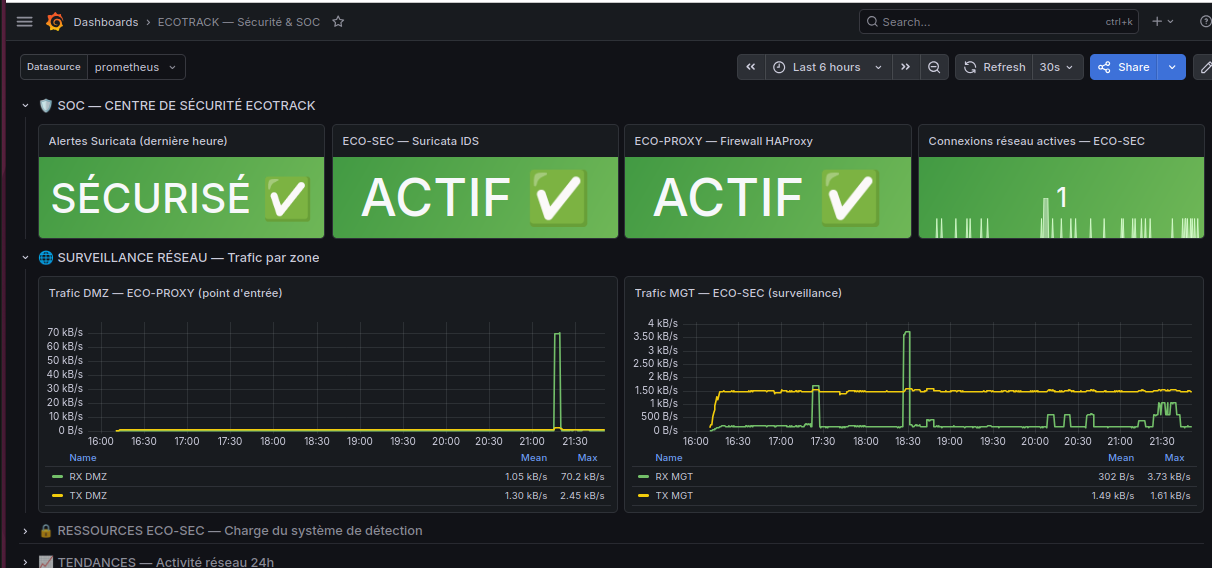 Dashboards › ECOTRACK — Sécurité & SOC Search... ctrl+k
Datasource prometheus Last 6 hours Refresh 30s Share
SOC — CENTRE DE SÉCURITÉ ECOTRACK
Alertes Suricata (dernière heure) ECO-SEC — Suricata IDS ECO-PROXY — Firewall HAProxy Connexions réseau actives — ECO-SEC
SÉCURISÉ ✅ ACTIF ✅ ACTIF ✅ 1
SURVEILLANCE RÉSEAU — Trafic par zone
Trafic DMZ — ECO-PROXY (point d'entrée)
70 kB/s
60 kB/s
50 kB/s
40 kB/s
30 kB/s
20 kB/s
10 kB/s
0 B/s
16:00 16:30 17:00 17:30 18:00 18:30 19:00 19:30 20:00 20:30 21:00 21:30
Name Mean Max
RX DMZ 1.05 kB/s 70.2 kB/s
TX DMZ 1.30 kB/s 2.45 kB/s
Trafic MGT — ECO-SEC (surveillance)
4 kB/s
3.50 kB/s
3 kB/s
2.50 kB/s
2 kB/s
1.50 kB/s
1 kB/s
500 B/s
0 B/s
16:00 16:30 17:00 17:30 18:00 18:30 19:00 19:30 20:00 20:30 21:00 21:30
Name Mean Max
RX MGT 302 B/s 3.73 kB/s
TX MGT 1.49 kB/s 1.61 kB/s
RESSOURCES ECO-SEC — Charge du système de détection
TENDANCES — Activité réseau 24h